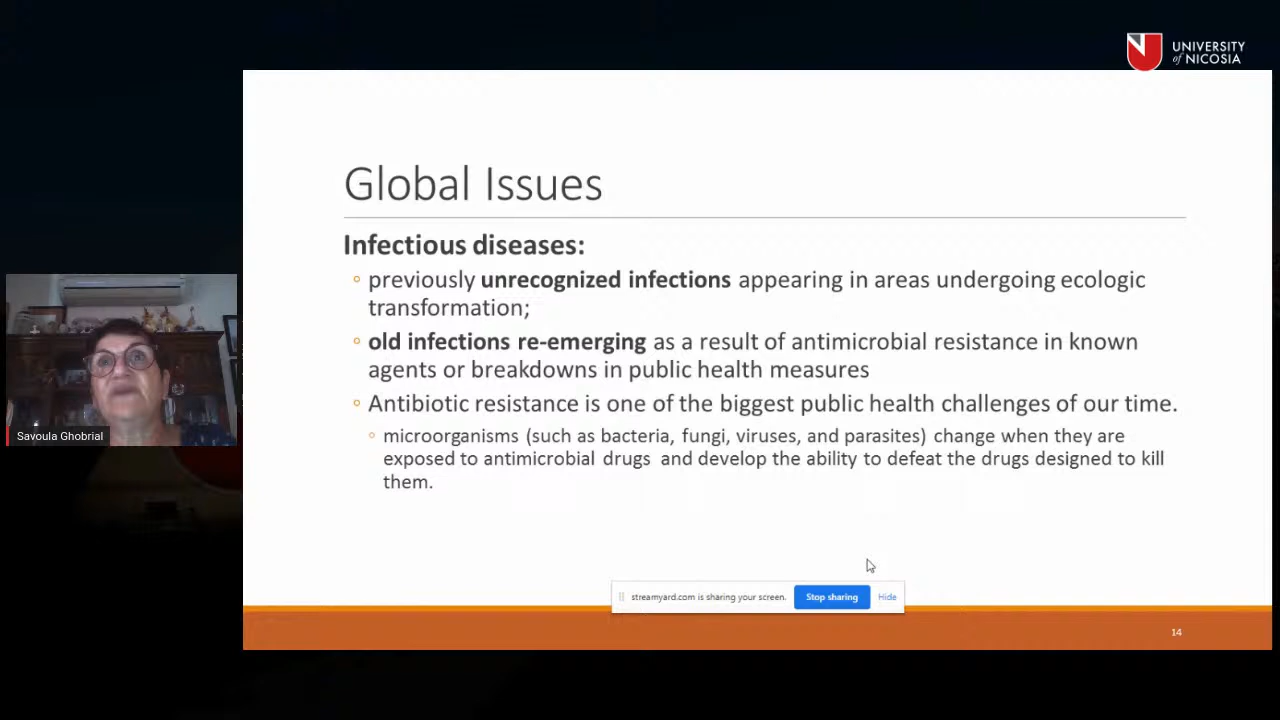 UNIVERSITY
of NICOSIA
Global Issues
Infectious diseases:
◦ previously unrecognized infections appearing in areas undergoing ecologic
transformation;
◦ old infections re-emerging as a result of antimicrobial resistance in known
agents or breakdowns in public health measures
◦ Antibiotic resistance is one of the biggest public health challenges of our time.
◦ microorganisms (such as bacteria, fungi, viruses, and parasites) change when they are
exposed to antimicrobial drugs and develop the ability to defeat the drugs designed to kill
them.
Savoula Ghobrial
streamyard.com is sharing your screen. Stop sharing Hide
14